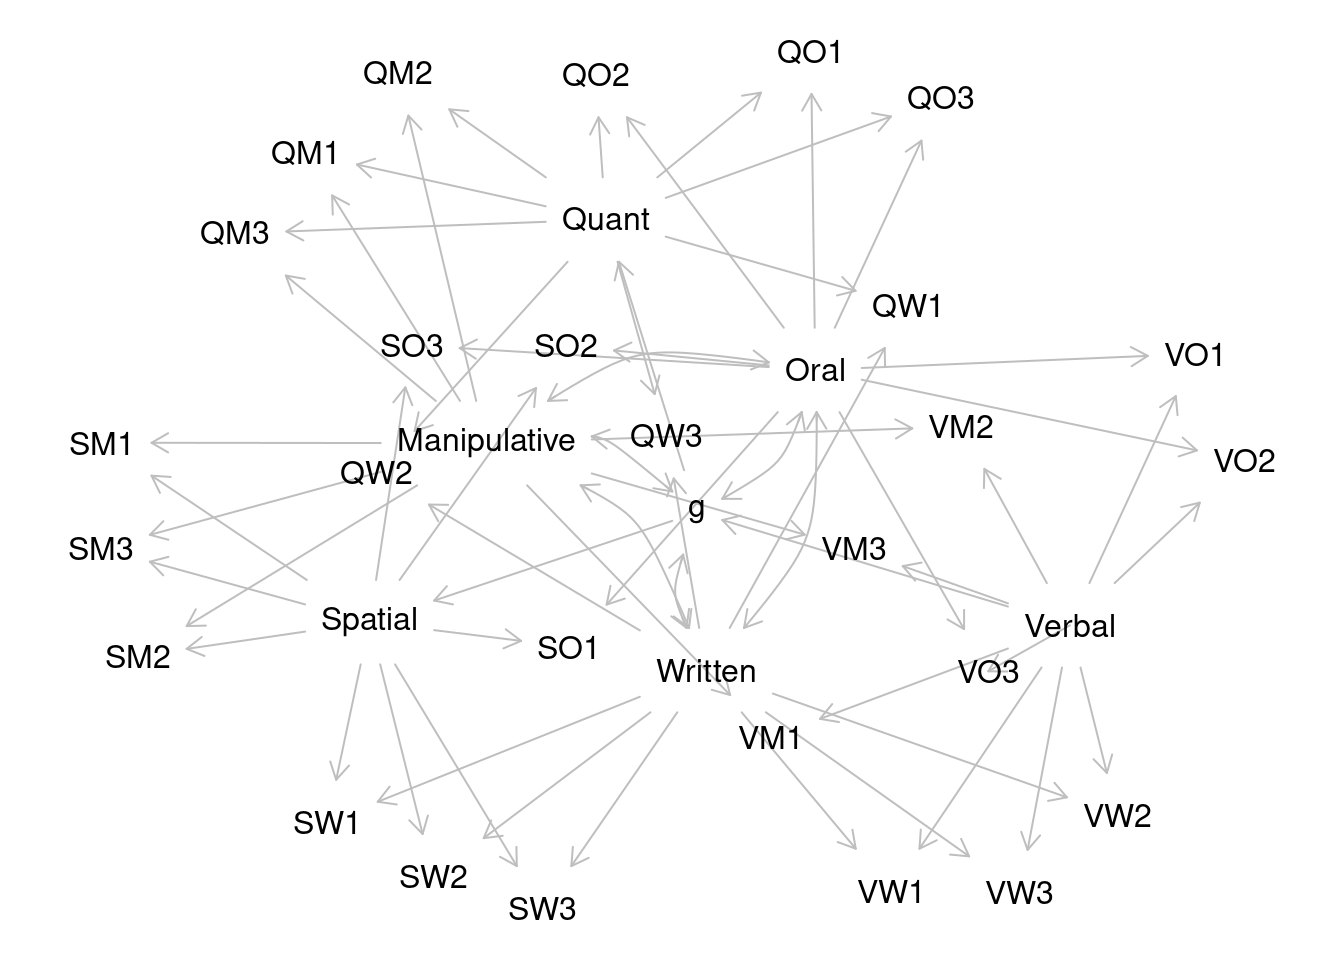 QO1
QM2
QO2
QO3
QM1
Quant
QM3
QW1
SO3
SO2
VO1
Oral
VM2
SM1
Manipulative
QW3
VO2
QW2
g
SM3
VM3
Spatial
Verbal
SO1
SM2
Written
VO3
VM1
SW1
VW2
SW2
VW1
VW3
SW3